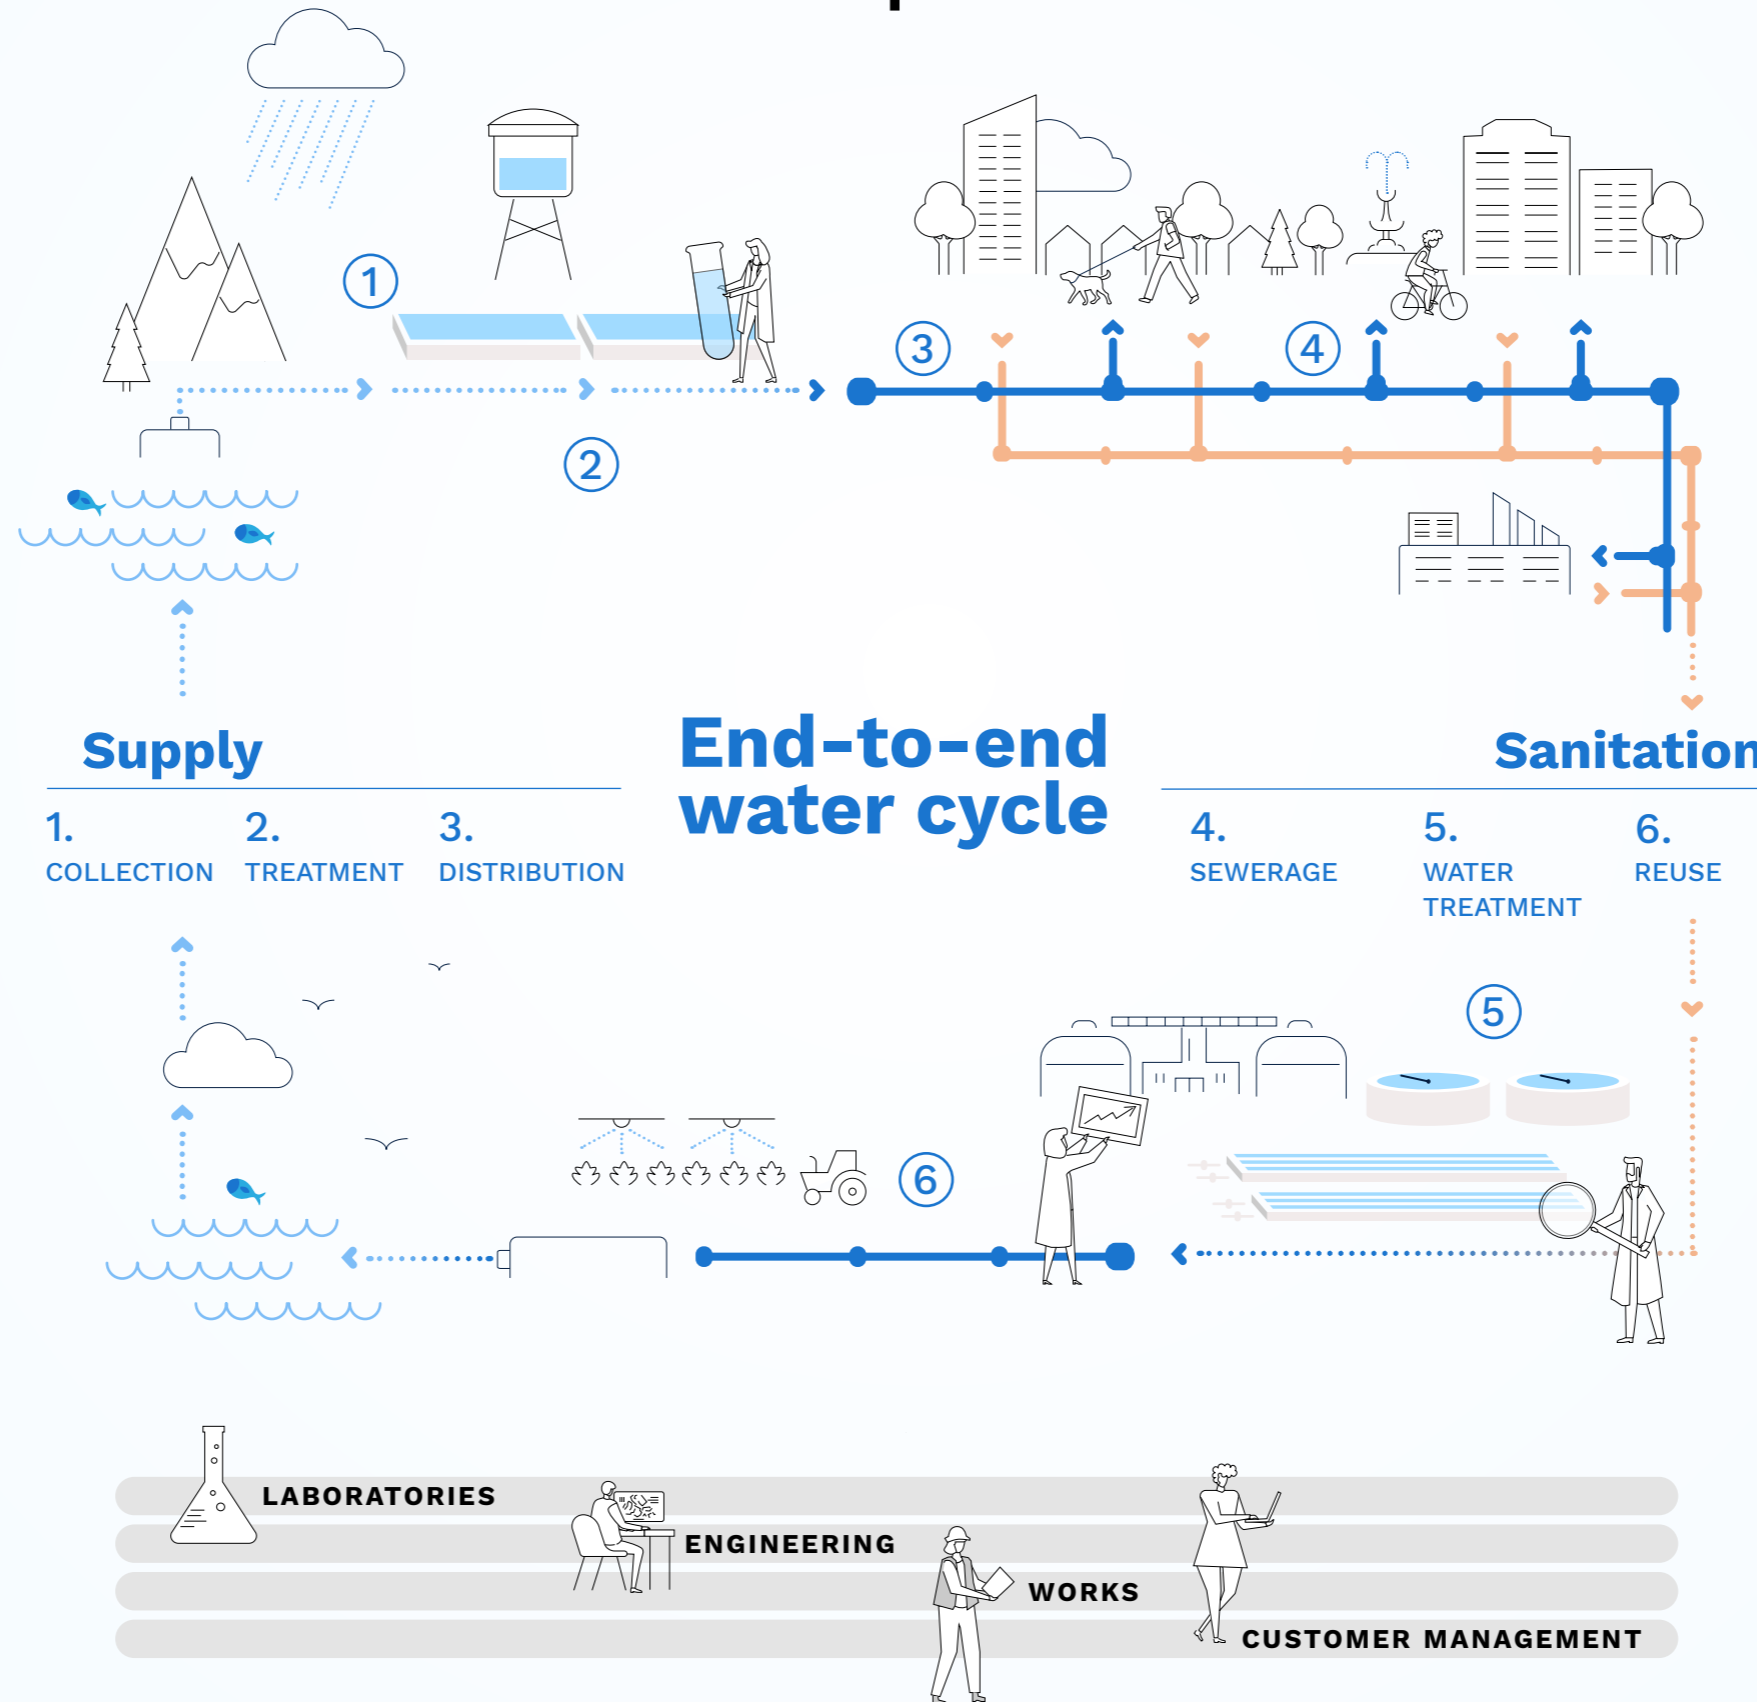 1
2
3
4
Supply
1.
COLLECTION
2.
TREATMENT
3.
DISTRIBUTION
End-to-end
water cycle
Sanitation
4.
SEWERAGE
5.
WATER
TREATMENT
6.
REUSE
5
6
LABORATORIES
ENGINEERING
WORKS
CUSTOMER MANAGEMENT